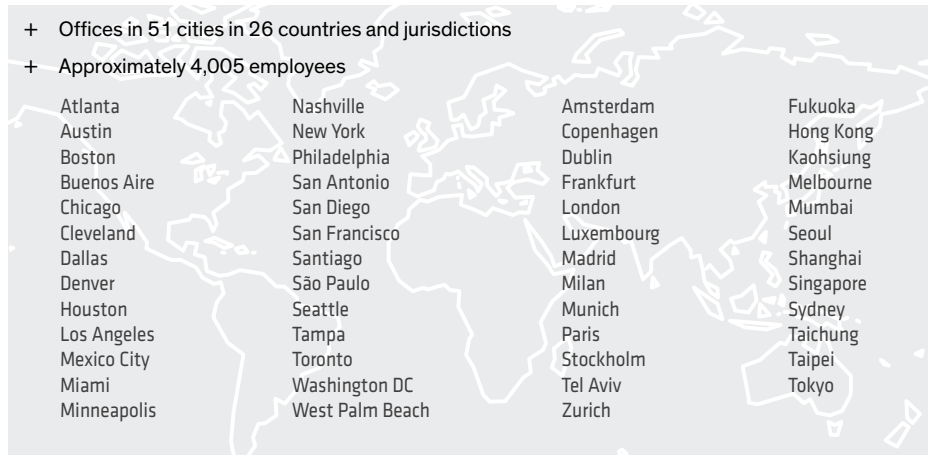 + Offices in 51 cities in 26 countries and jurisdictions
+ Approximately 4,005 employees
Atlanta
Austin
Boston
Buenos Aire
Chicago
Cleveland
Dallas
Denver
Houston
Los Angeles
Mexico City
Miami
Minneapolis
Nashville
New York
Philadelphia
San Antonio
San Diego
San Francisco
Santiago
São Paulo
Seattle
Tampa
Toronto
Washington DC
West Palm Beach
Amsterdam
Copenhagen
Dublin
Frankfurt
London
Luxembourg
Madrid
Milan
Munich
Paris
Stockholm
Tel Aviv
Zurich
Fukuoka
Hong Kong
Kaohsiung
Melbourne
Mumbai
Seoul
Shanghai
Singapore
Sydney
Taichung
Taipei
Tokyo